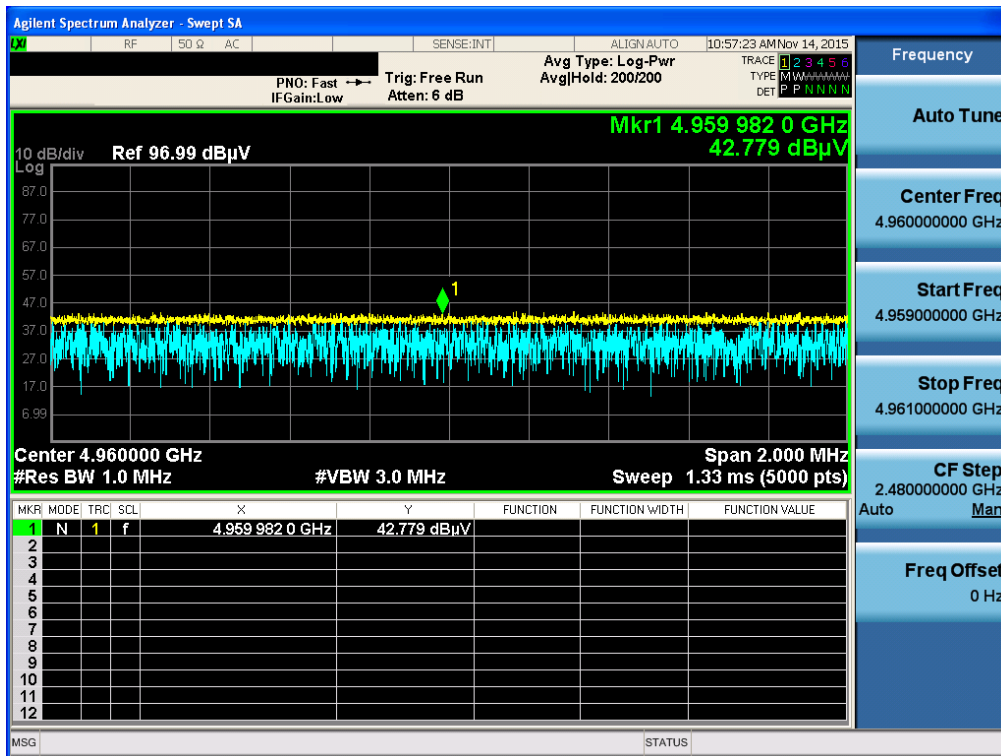 Agilent Spectrum Analyzer - Swept SA
LXI RF 50 Ω AC SENSE:INT ALIGN AUTO 10:57:23 AM Nov 14, 2015
PNO: Fast Trig: Free Run Avg Type: Log-Pwr TRACE 1 2 3 4 5 6
IFGain:Low Atten: 6 dB Avg|Hold: 200/200 TYPE M W
DET P P N N N N
Mkr1 4.959 982 0 GHz
42.779 dBµV
10 dB/div Ref 96.99 dBµV
Log
87.0
77.0
67.0
57.0
47.0
37.0
27.0
17.0
6.99
1
Center 4.960000 GHz Span 2.000 MHz
#Res BW 1.0 MHz #VBW 3.0 MHz Sweep 1.33 ms (5000 pts)
MKR MODE TRC SCL X Y FUNCTION FUNCTION WIDTH FUNCTION VALUE
1 N 1 f 4.959 982 0 GHz 42.779 dBµV
2
3
4
5
6
7
8
9
10
11
12
MSG STATUS
Frequency
Auto Tune
Center Freq
4.960000000 GHz
Start Freq
4.959000000 GHz
Stop Freq
4.961000000 GHz
CF Step
2.480000000 GHz
Auto Man
Freq Offset
0 Hz